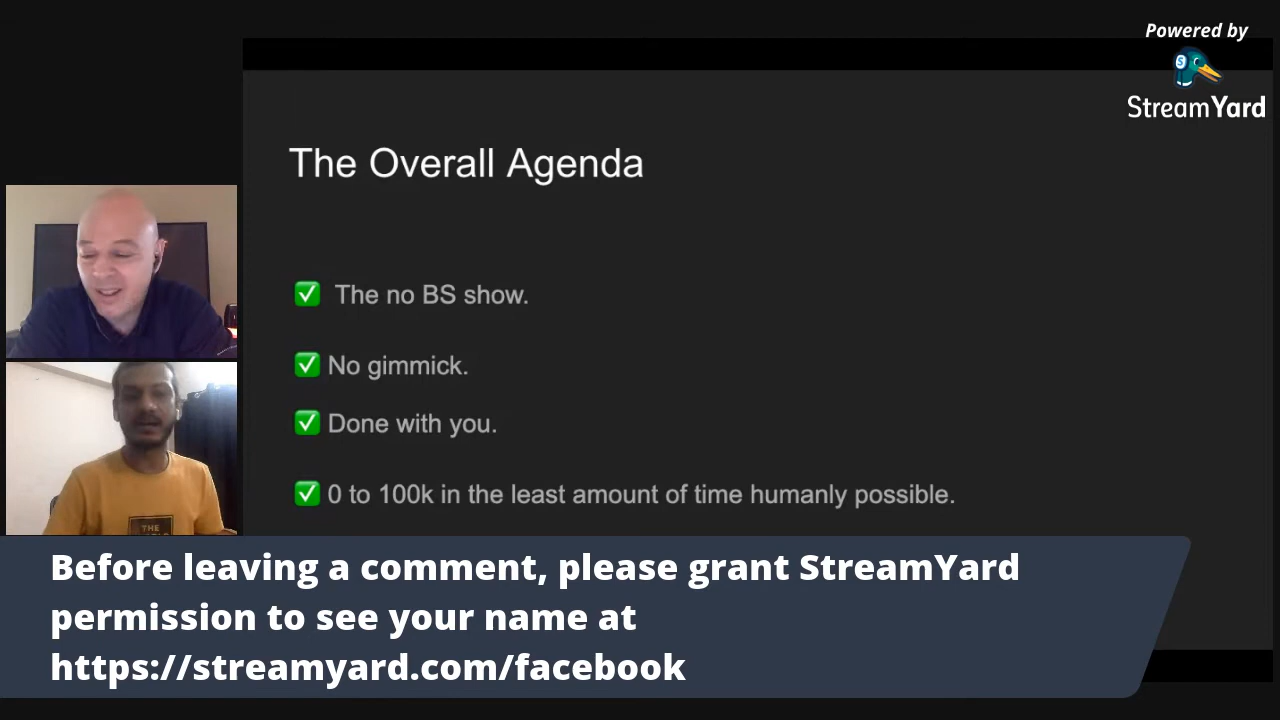 Powered by
StreamYard
The Overall Agenda
✅ The no BS show.
✅ No gimmick.
✅ Done with you.
✅ 0 to 100k in the least amount of time humanly possible.
THE
Before leaving a comment, please grant StreamYard
permission to see your name at
https://streamyard.com/facebook